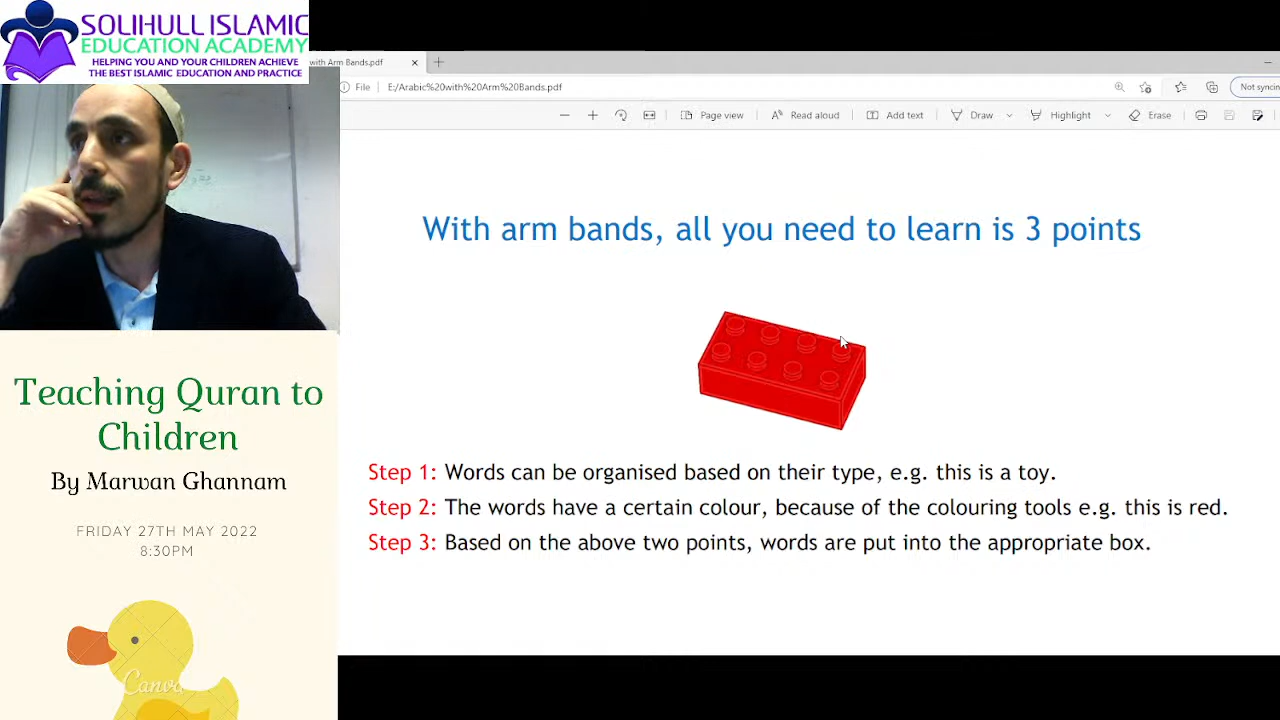 SOLIHULL ISLAMIC
EDUCATION ACADEMY
HELPING YOU AND YOUR CHILDREN ACHIEVE
THE BEST ISLAMIC EDUCATION AND PRACTICE
with Arm Bands.pdf
File
E:/Arabic%20with%20Arm%20Bands.pdf
Not syncin
Page view
Read aloud
Add text
Draw
Highlight
Erase
With arm bands, all you need to learn is 3 points
Step 1: Words can be organised based on their type, e.g. this is a toy.
Step 2: The words have a certain colour, because of the colouring tools e.g. this is red.
Step 3: Based on the above two points, words are put into the appropriate box.
Teaching Quran to
Children
By Marwan Ghannam
FRIDAY 27TH MAY 2022
8:30PM
Canva